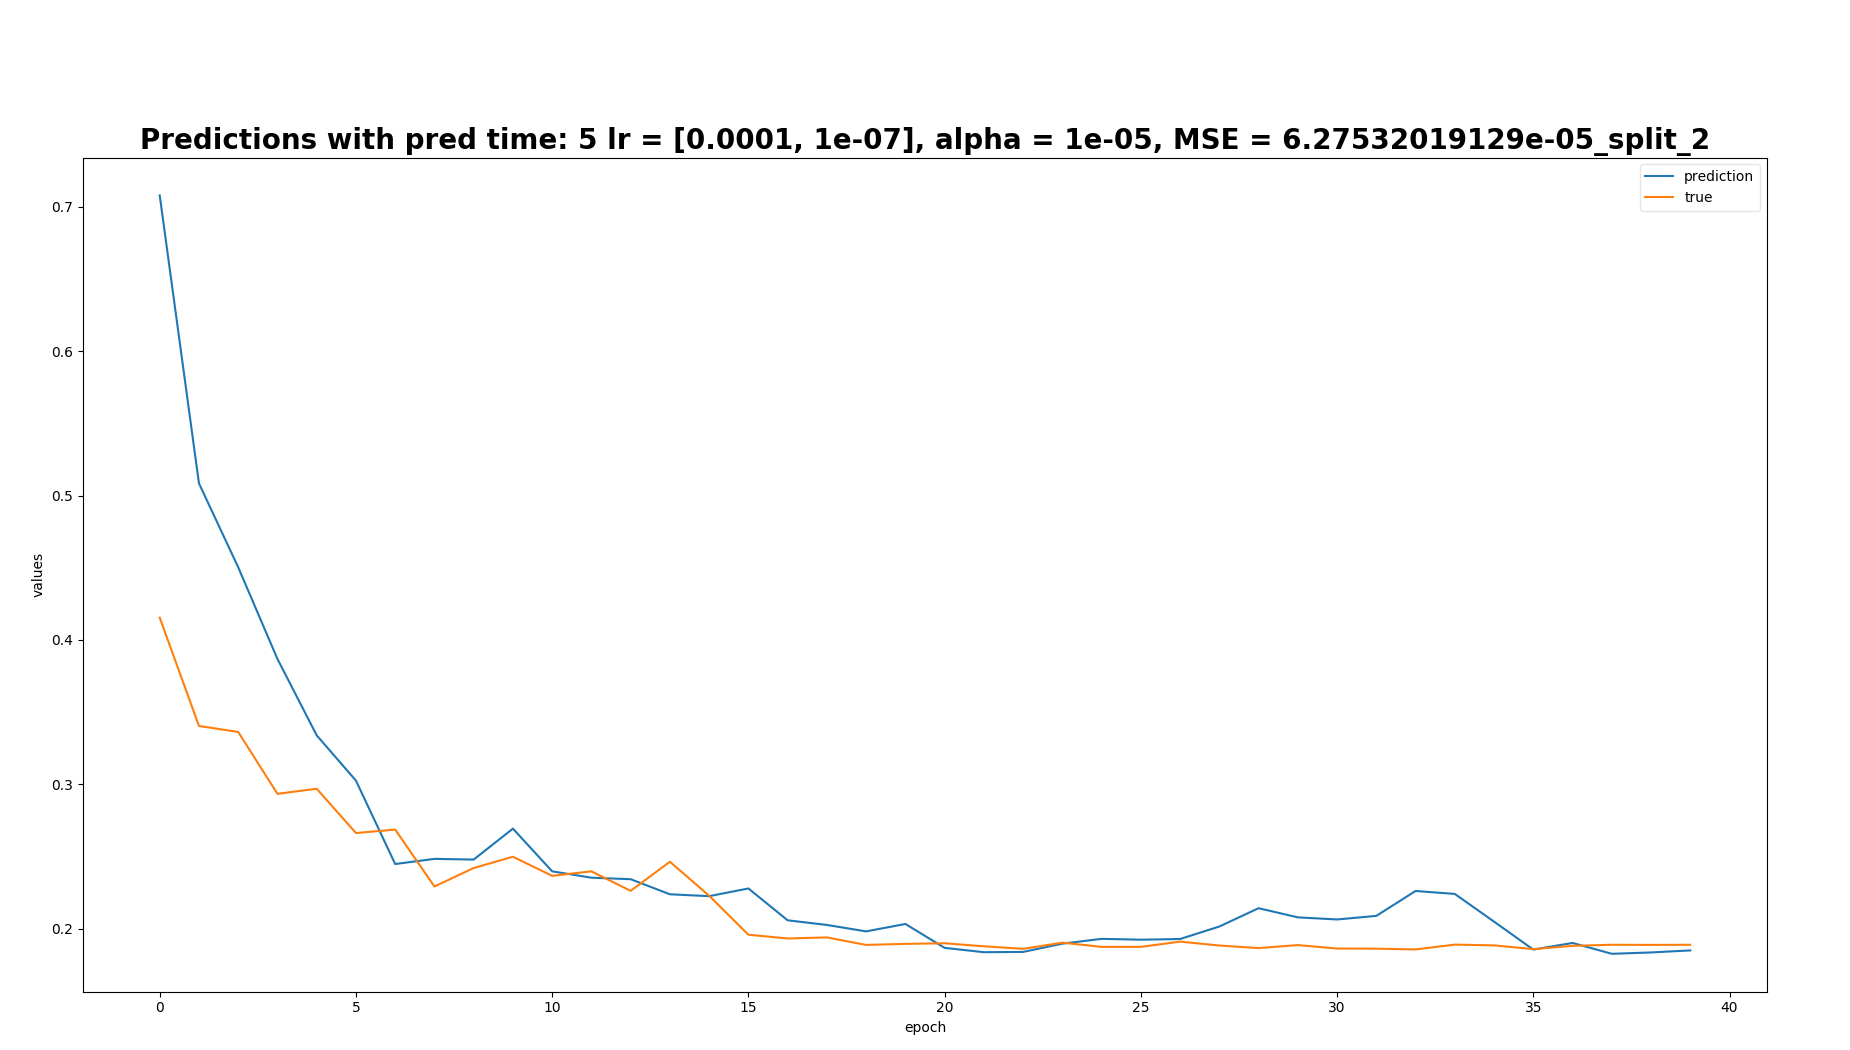 Predictions with pred time: 5 lr = [0.0001, 1e-07], alpha = 1e-05, MSE = 6.27532019129e-05_split_2
prediction
true
0.7
0.6
0.5
0.4
0.3
0.2
values
0 5 10 15 20 25 30 35 40
epoch